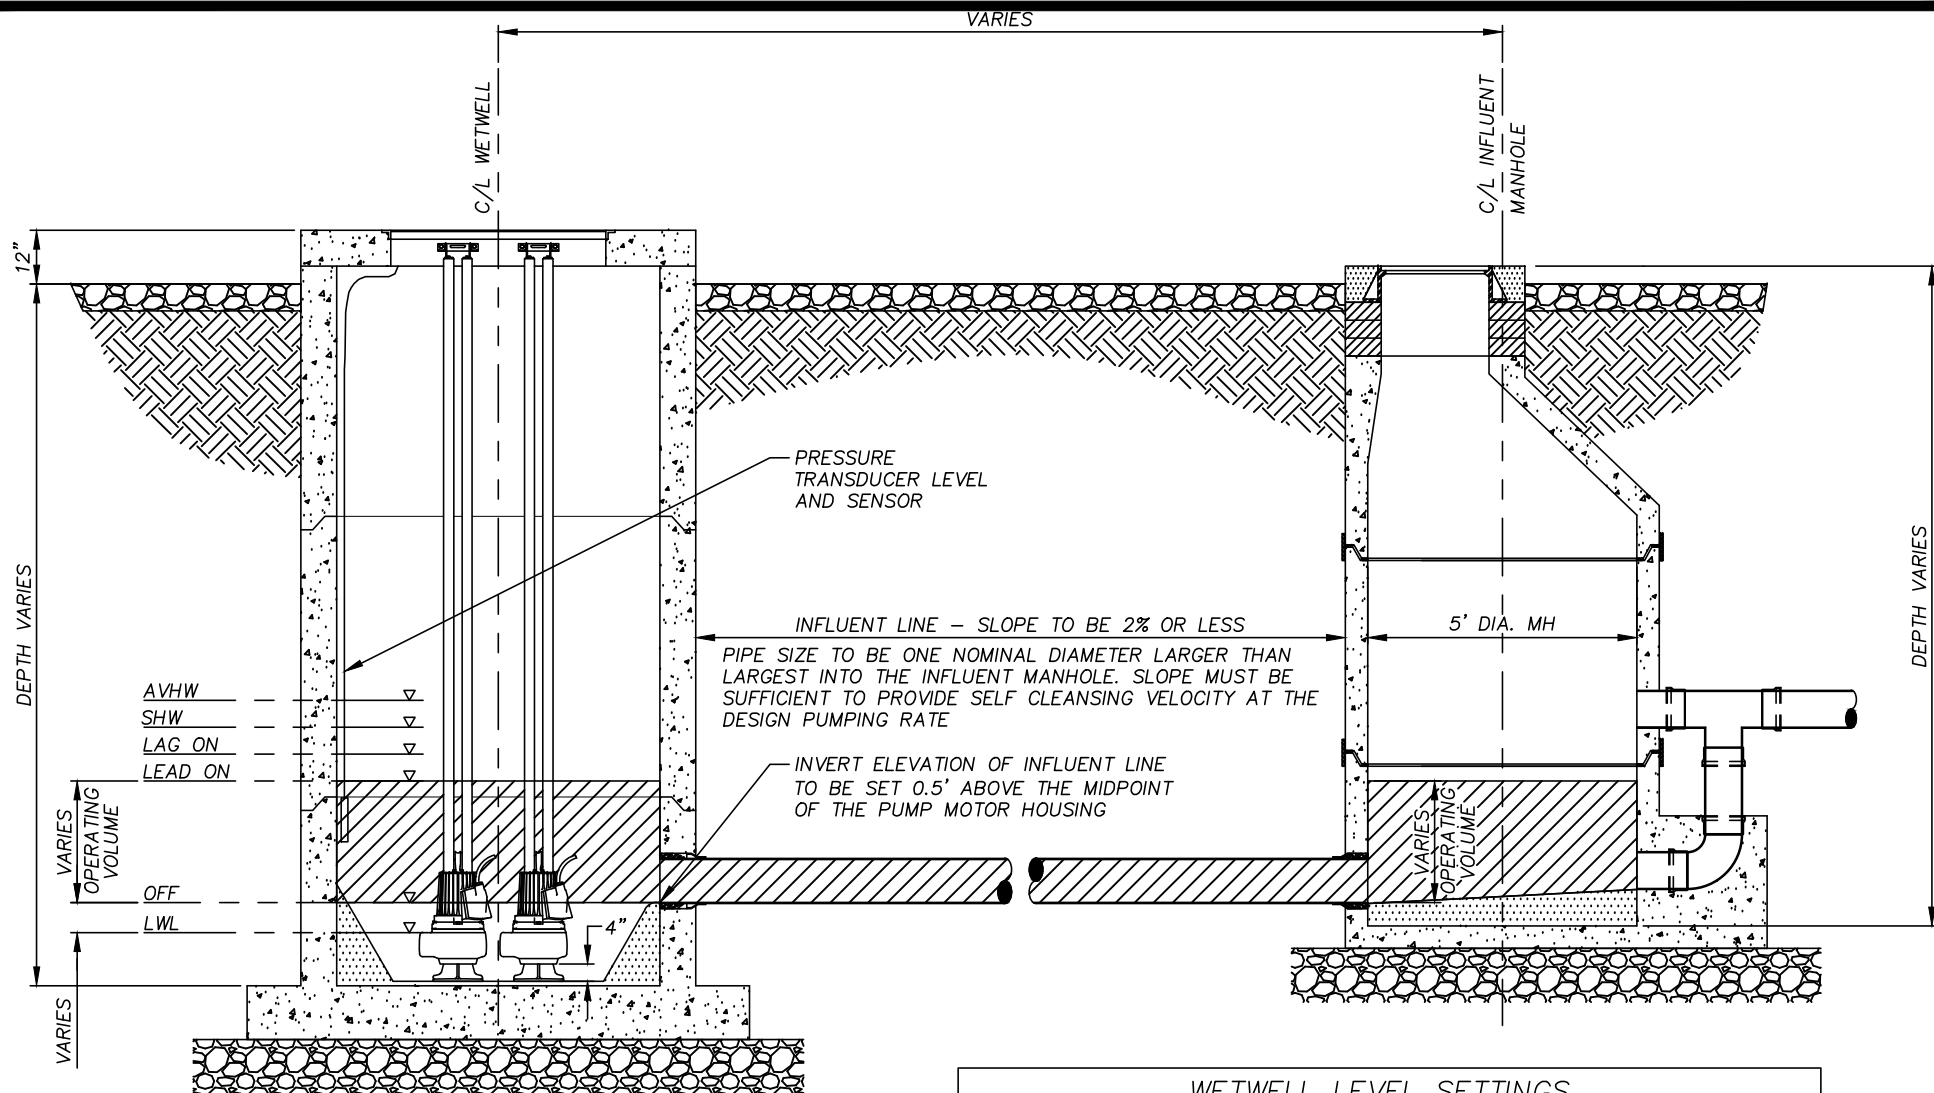 VARIES
C/L WETWELL
C/L INFLUENT
MANHOLE
12"
DEPTH VARIES
PRESSURE
TRANSDUCER LEVEL
AND SENSOR
DEPTH VARIES
INFLUENT LINE – SLOPE TO BE 2% OR LESS
5' DIA. MH
PIPE SIZE TO BE ONE NOMINAL DIAMETER LARGER THAN
LARGEST INTO THE INFLUENT MANHOLE. SLOPE MUST BE
SUFFICIENT TO PROVIDE SELF CLEANSING VELOCITY AT THE
DESIGN PUMPING RATE
AVHW
SHW
LAG ON
LEAD ON
INVERT ELEVATION OF INFLUENT LINE
TO BE SET 0.5' ABOVE THE MIDPOINT
OF THE PUMP MOTOR HOUSING
VARIES
OPERATING
VOLUME
VARIES
OPERATING
VOLUME
OFF
LWL
4"
VARIES
WETWELL LEVEL SETTINGS